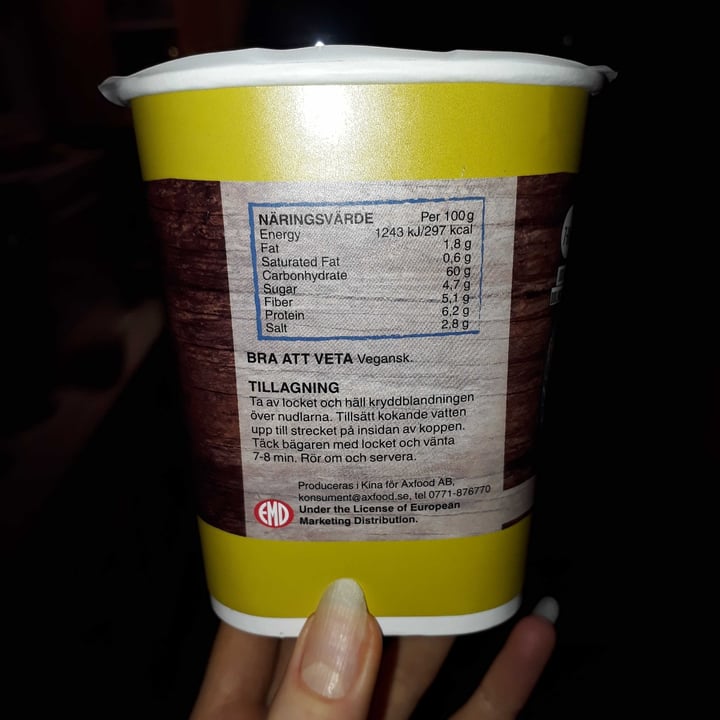 NÄRINGSVÄRDE Per 100 g
Energy 1243 kJ/297 kcal
Fat 1,8 g
Saturated Fat 0,6 g
Carbohydrate 60 g
Sugar 4,7 g
Fiber 5,1 g
Protein 6,2 g
Salt 2,8 g
BRA ATT VETA Vegansk.
TILLAGNING
Ta av locket och häll kryddblandningen
över nudlarna. Tillsätt kokande vatten
upp till strecket på insidan av koppen.
Täck bägaren med locket och vänta
7-8 min. Rör om och servera.
Produceras i Kina för Axfood AB,
konsument@axfood.se, tel 0771-876770
EMD Under the License of European
Marketing Distribution.